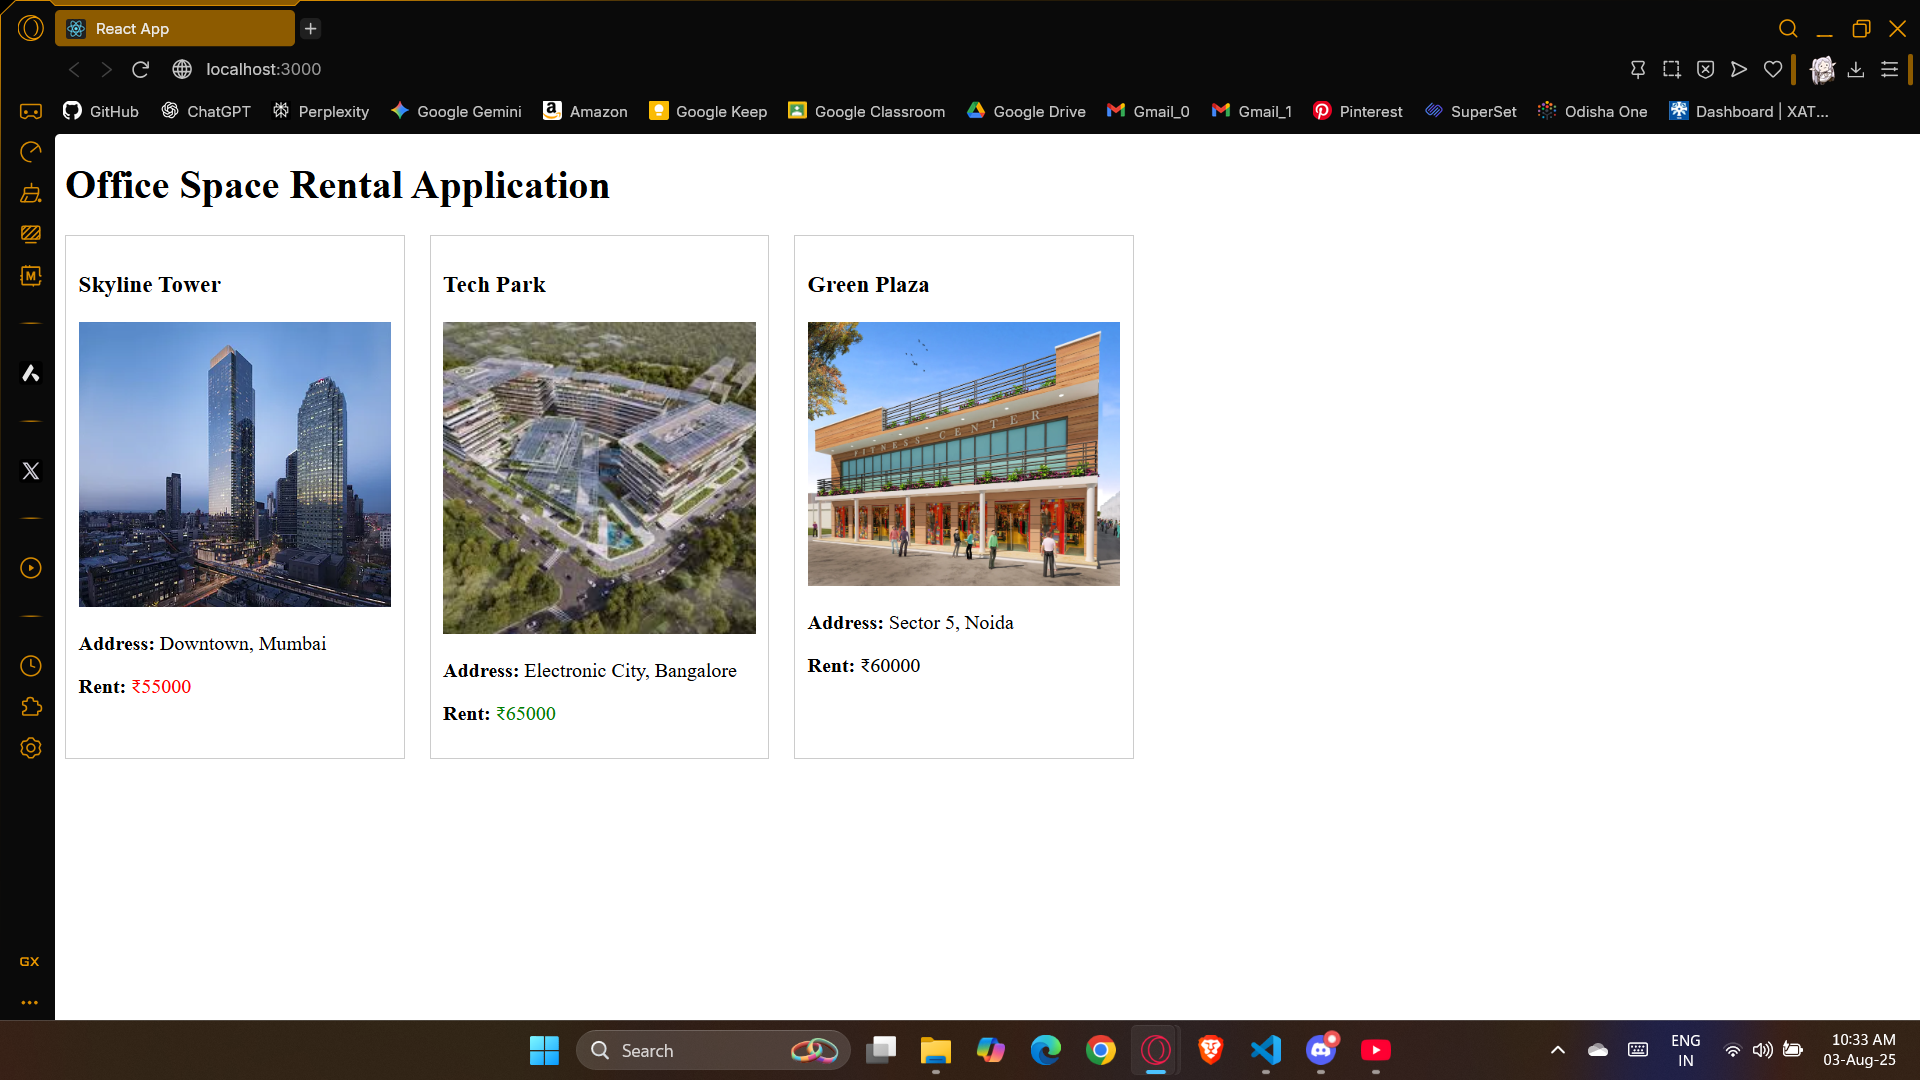 React App
localhost:3000
GitHub ChatGPT Perplexity Google Gemini Amazon Google Keep Google Classroom Google Drive Gmail_0 Gmail_1 Pinterest SuperSet Odisha One Dashboard | XAT...
Office Space Rental Application
Skyline Tower
Address: Downtown, Mumbai
Rent: ₹55000
Tech Park
Address: Electronic City, Bangalore
Rent: ₹65000
Green Plaza
FITNESS CENTER
Address: Sector 5, Noida
Rent: ₹60000
M
GX
Search
ENG
IN
10:33 AM
03-Aug-25